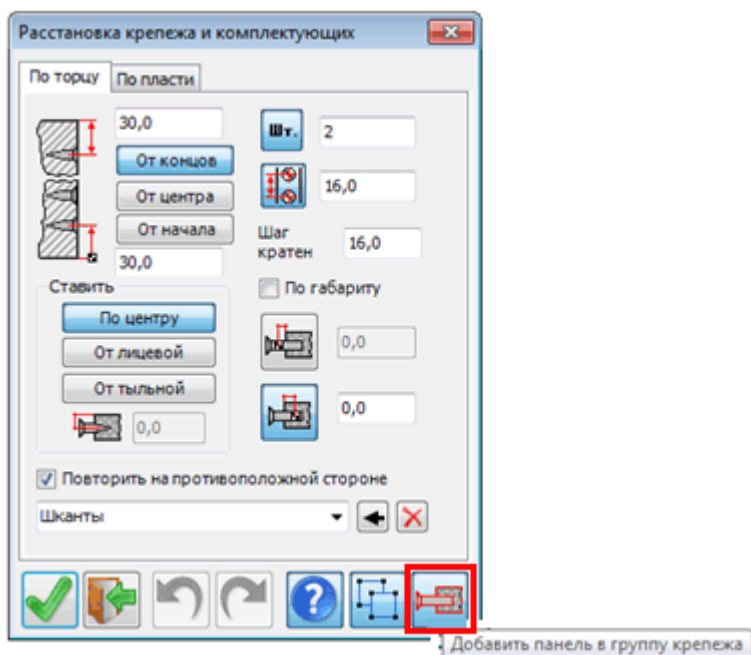 Расстановка крепежа и комплектующих
По торцу По пласти
30,0
Шт. 2
От концов
От центра
16,0
От начала
Шаг кратен 16,0
30,0
Ставить
По габариту
По центру
От лицевой
0,0
От тыльной
0,0
0,0
Повторить на противоположной стороне
Шканты
?
Добавить панель в группу крепежа